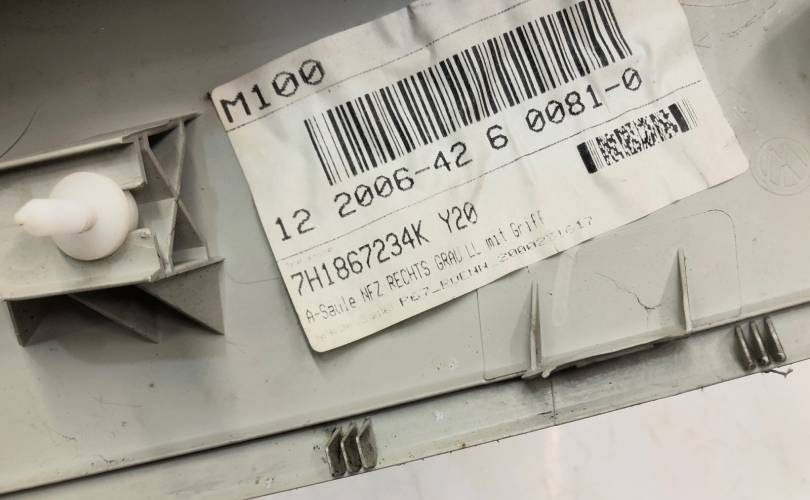 M100
12 2006-42 6 0081-0
7H1867234K Y20
A-Saule NFZ RECHTS GRAU LL mit Griff